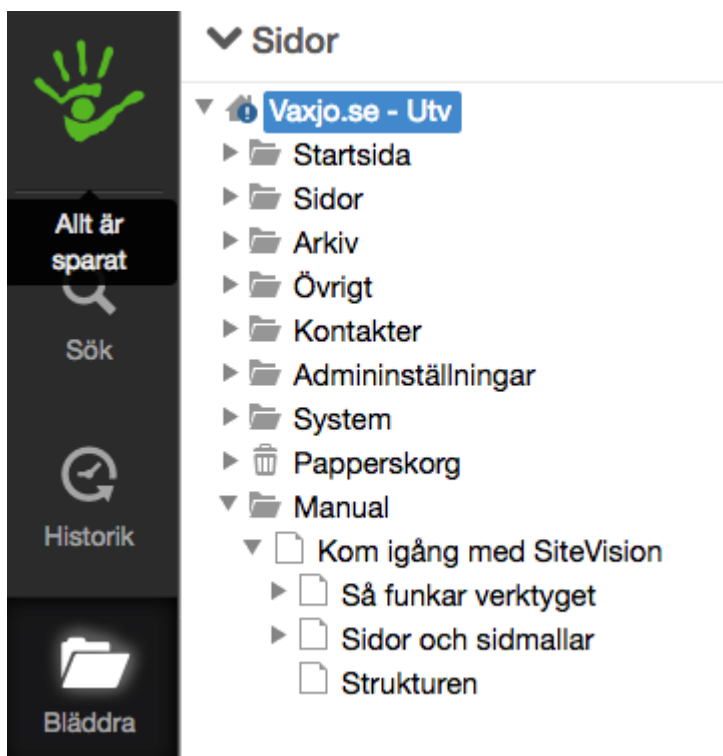 Allt är
sparat
Sök
Historik
Bläddra
Sidor
Vaxjo.se - Utv
Startsida
Sidor
Arkiv
Övrigt
Kontakter
Admininställningar
System
Papperskorg
Manual
Kom igång med SiteVision
Så funkar verktyget
Sidor och sidmallar
Strukturen